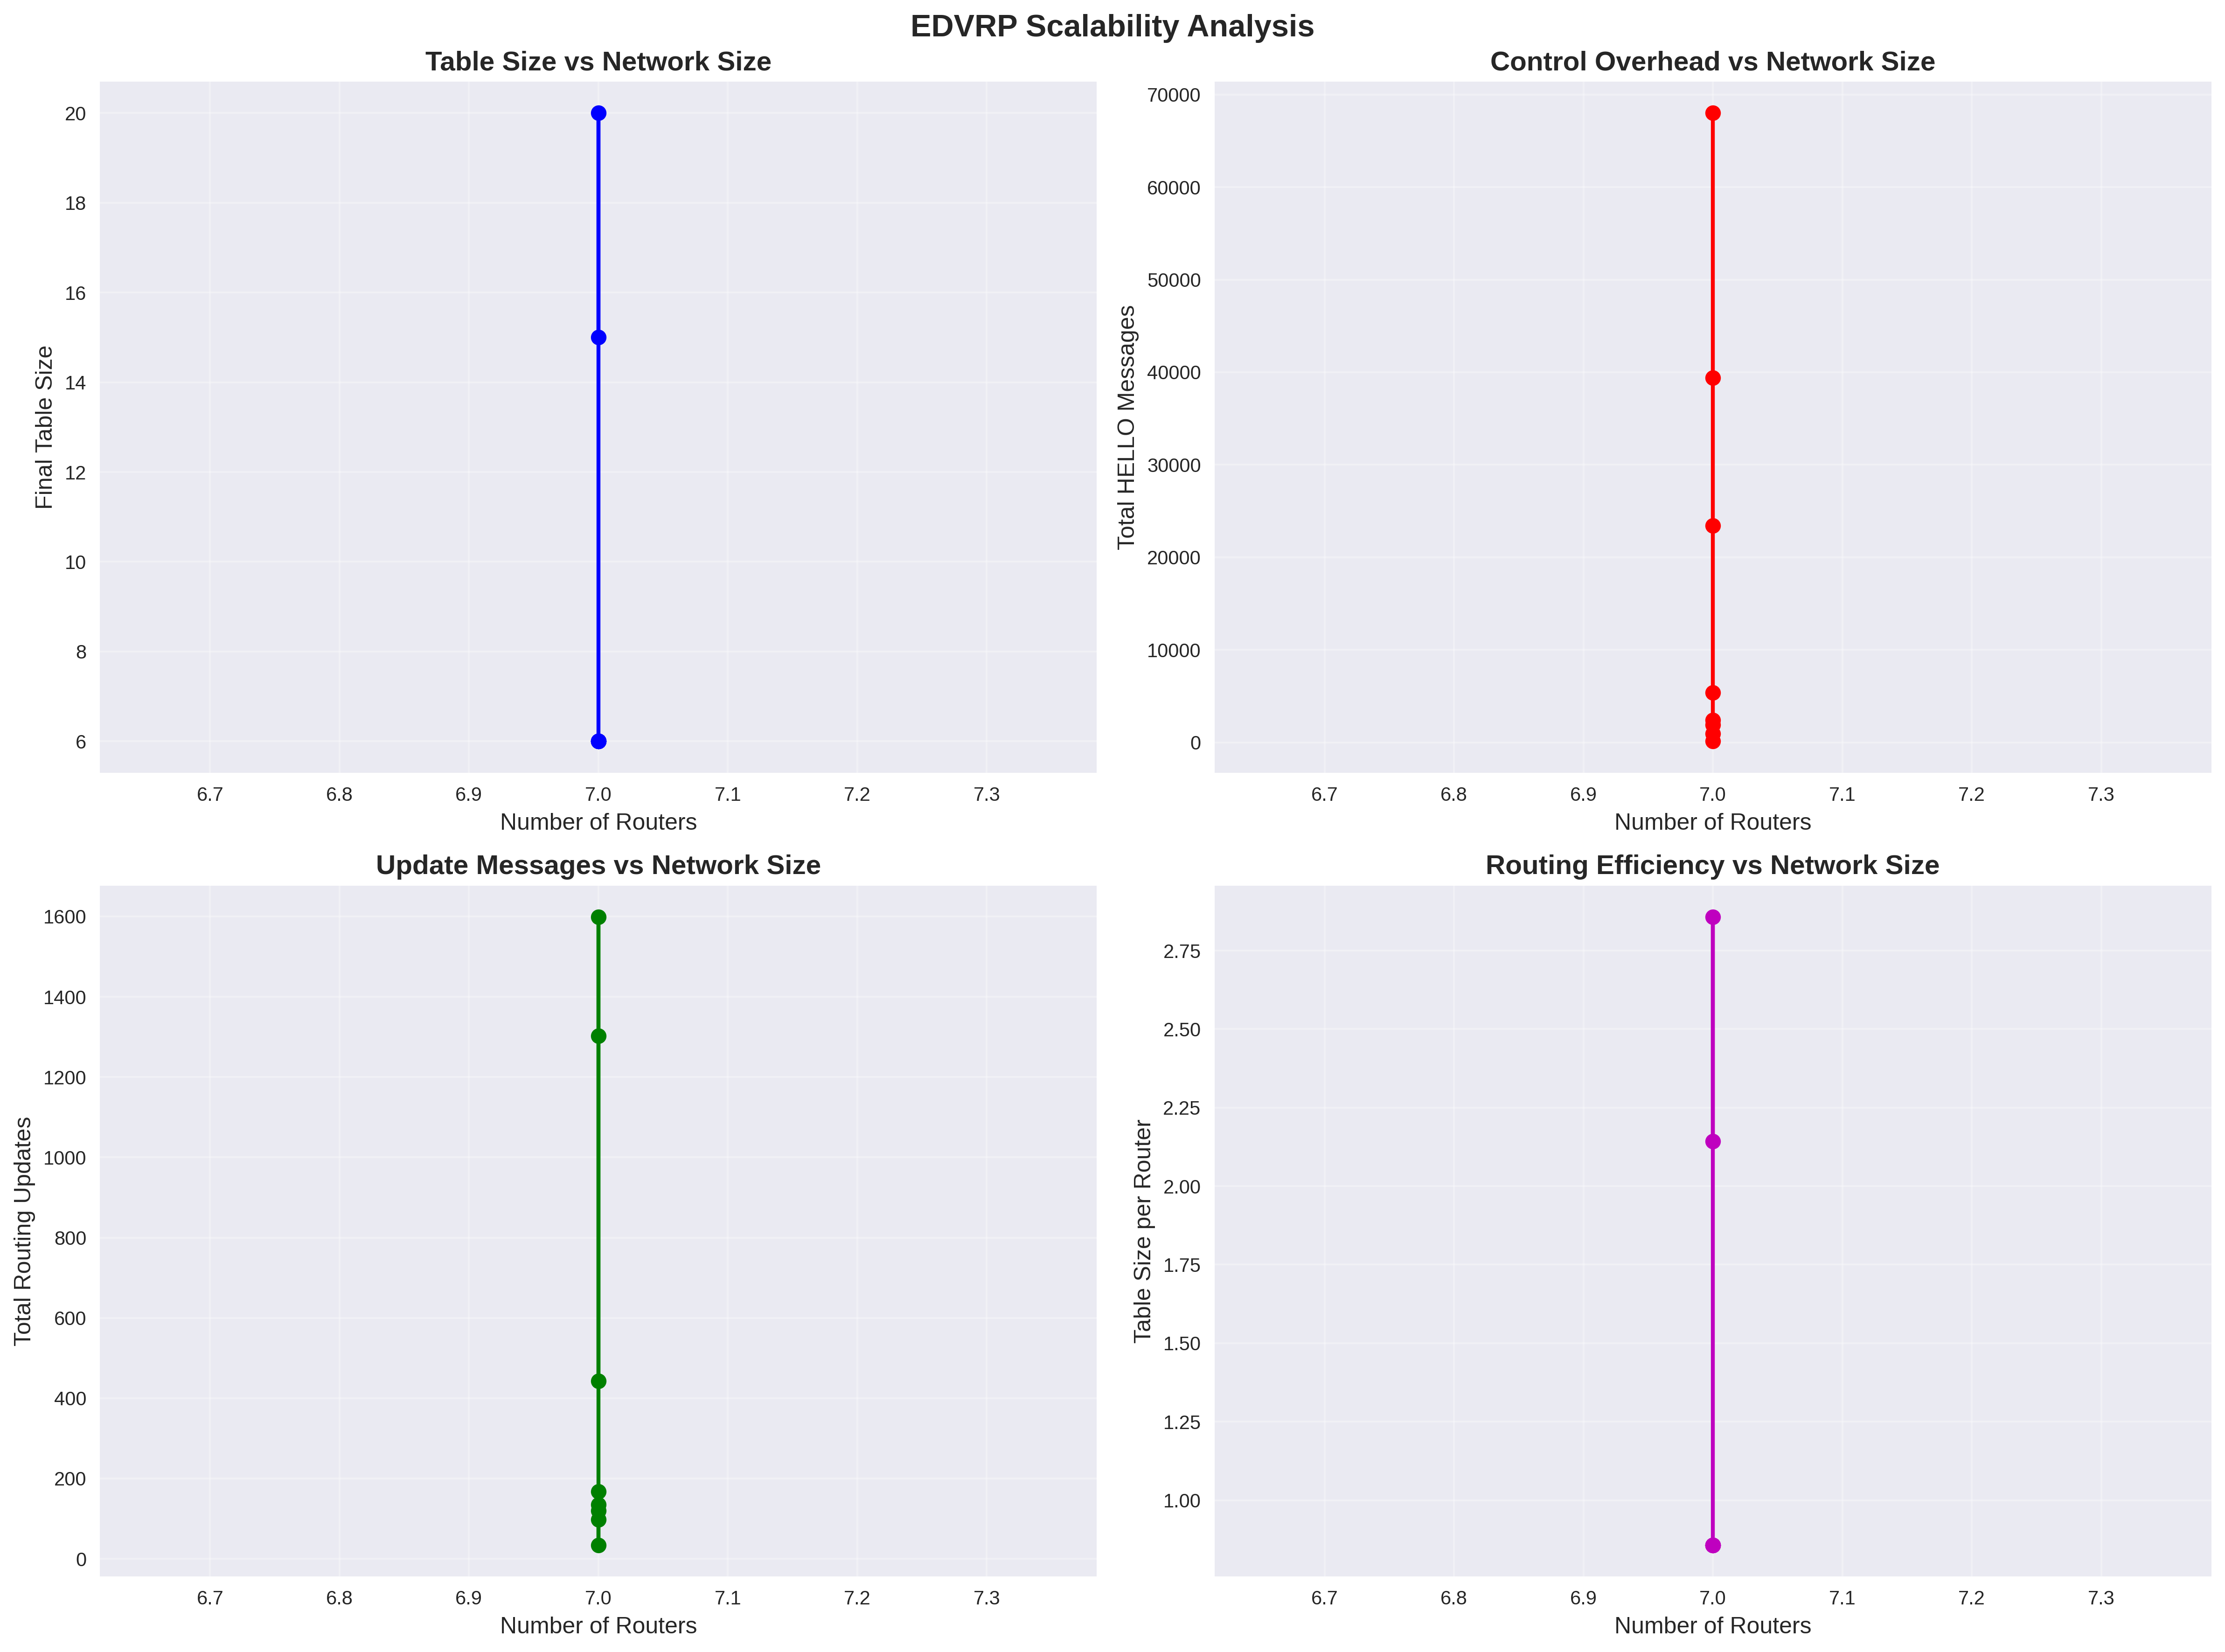 EDVRP Scalability Analysis
Table Size vs Network Size
20
18
16
14
12
10
8
6
Final Table Size
6.7 6.8 6.9 7.0 7.1 7.2 7.3
Number of Routers
Control Overhead vs Network Size
70000
60000
50000
40000
30000
20000
10000
0
Total HELLO Messages
6.7 6.8 6.9 7.0 7.1 7.2 7.3
Number of Routers
Update Messages vs Network Size
1600
1400
1200
1000
800
600
400
200
0
Total Routing Updates
6.7 6.8 6.9 7.0 7.1 7.2 7.3
Number of Routers
Routing Efficiency vs Network Size
2.75
2.50
2.25
2.00
1.75
1.50
1.25
1.00
Table Size per Router
6.7 6.8 6.9 7.0 7.1 7.2 7.3
Number of Routers